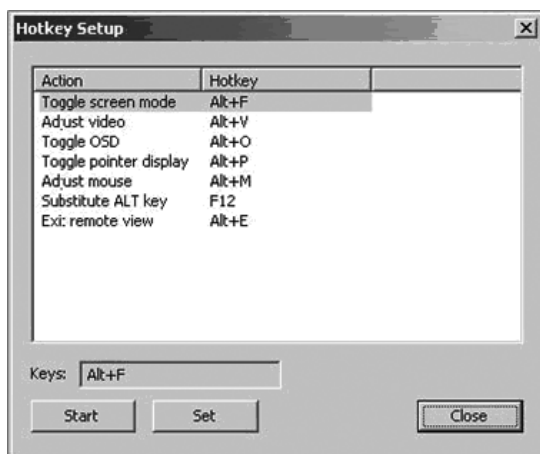 Hotkey Setup
Action Hotkey
Toggle screen mode Alt+F
Adjust video Alt+V
Toggle OSD Alt+O
Toggle pointer display Alt+P
Adjust mouse Alt+M
Substitute ALT key F12
Exit remote view Alt+E
Keys: Alt+F
Start Set Close